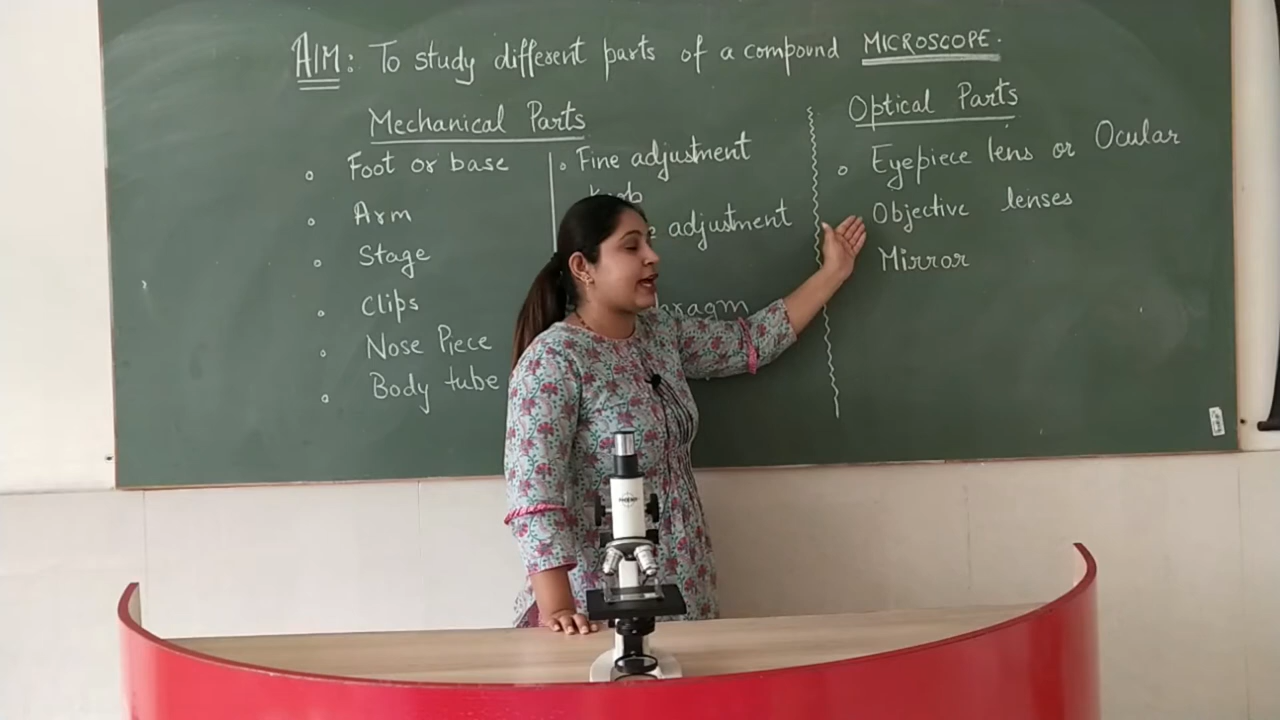 AIM: To study different parts of a compound MICROSCOPE.
Mechanical Parts
Foot or base
Arm
Stage
Clips
Nose Piece
Body tube
Fine adjustment
adjustment
Optical Parts
Eyepiece lens or Ocular
Objective lenses
Mirror